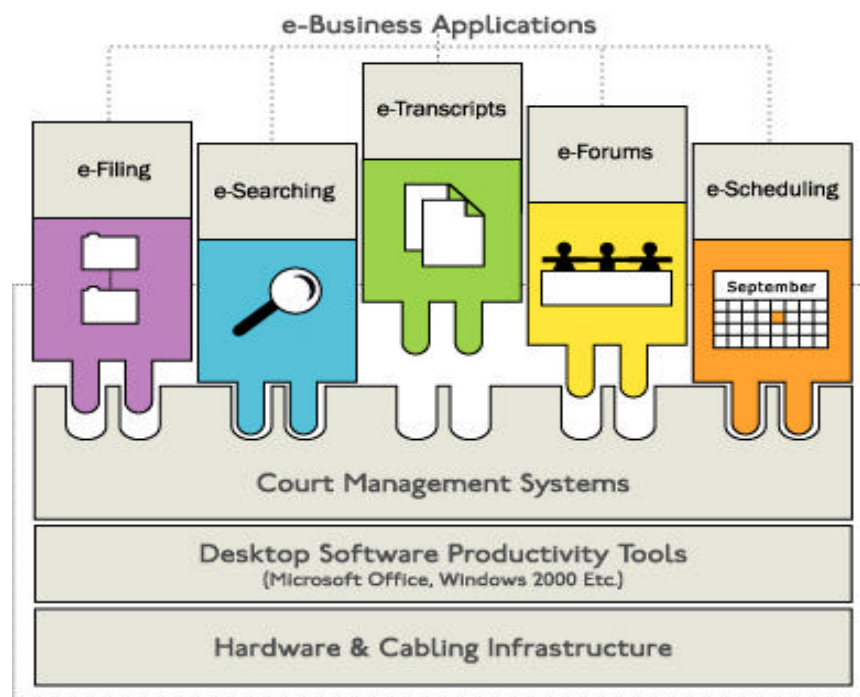 e-Business Applications
e-Transcripts
e-Forums
e-Filing
e-Searching
e-Scheduling
September
Court Management Systems
Desktop Software Productivity Tools
(Microsoft Office, Windows 2000 Etc.)
Hardware & Cabling Infrastructure